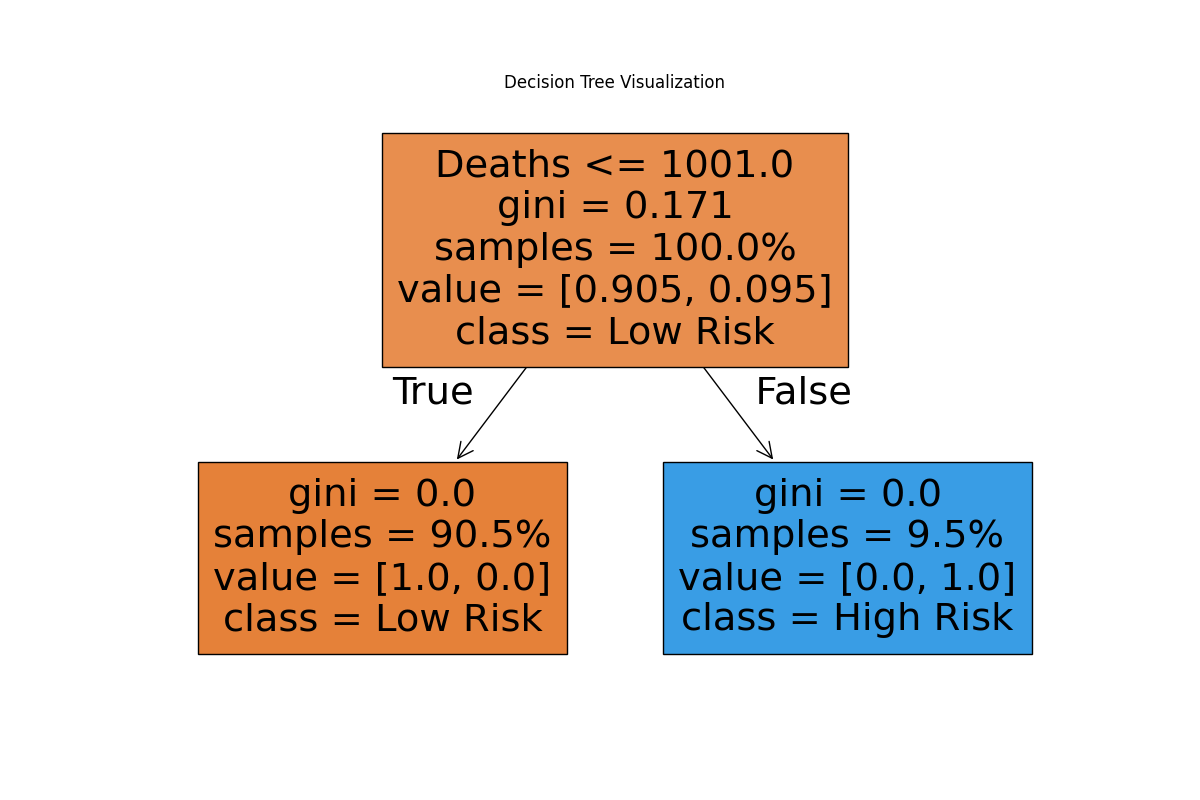 Decision Tree Visualization
Deaths <= 1001.0
gini = 0.171
samples = 100.0%
value = [0.905, 0.095]
class = Low Risk
True
False
gini = 0.0
samples = 90.5%
value = [1.0, 0.0]
class = Low Risk
gini = 0.0
samples = 9.5%
value = [0.0, 1.0]
class = High Risk